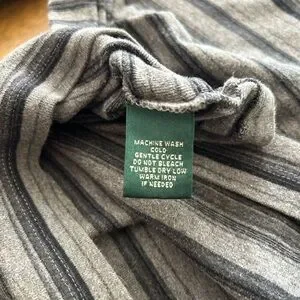 MACHINE WASH
COLD
GENTLE CYCLE
DO NOT BLEACH
TUMBLE DRY LOW
WARM IRON
IF NEEDED